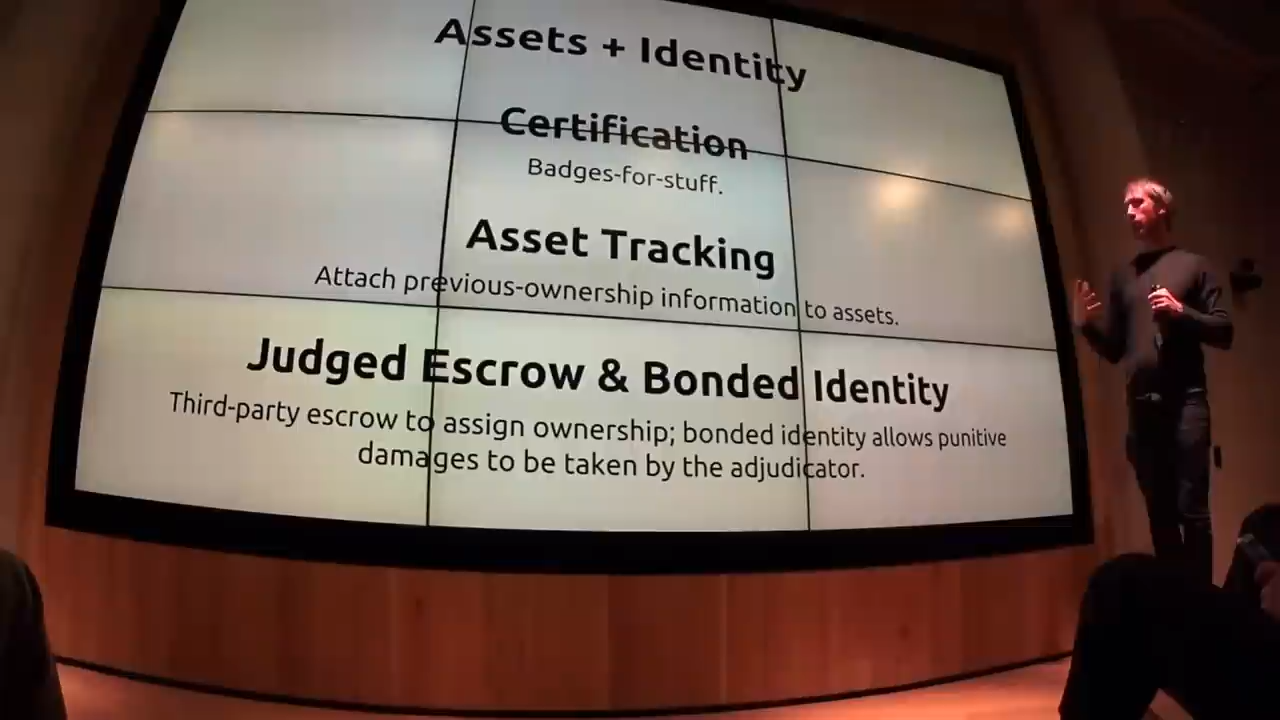 Assets + Identity
Certification
Badges-for-stuff.
Asset Tracking
Attach previous-ownership information to assets.
Judged Escrow & Bonded Identity
Third-party escrow to assign ownership; bonded identity allows punitive
damages to be taken by the adjudicator.